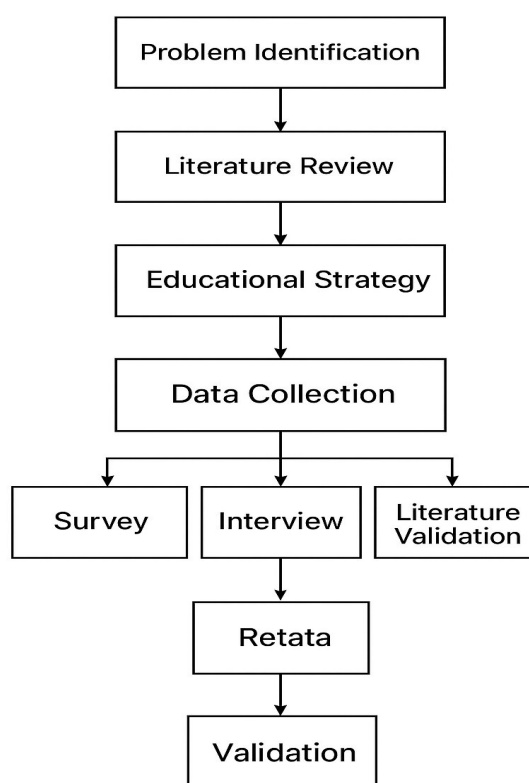 Problem Identification
Literature Review
Educational Strategy
Data Collection
Survey
Interview
Literature
Validation
Retata
Validation